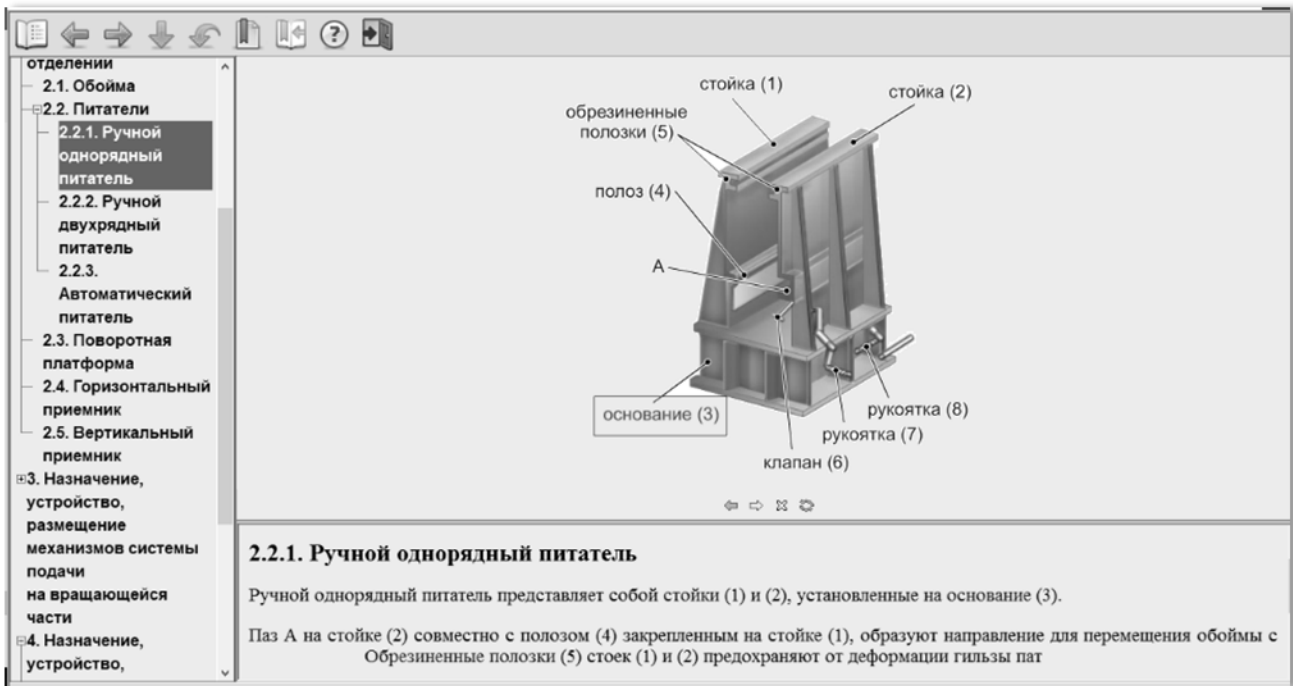 отделении
2.1. Обойма
2.2. Питатели
2.2.1. Ручной
однорядный
питатель
2.2.2. Ручной
двухрядный
питатель
2.2.3.
Автоматический
питатель
2.3. Поворотная
платформа
2.4. Горизонтальный
приемник
2.5. Вертикальный
приемник
3. Назначение,
устройство,
размещение
механизмов системы
подачи
на вращающейся
части
4. Назначение,
устройство,
стойка (1)
стойка (2)
обрезиненные
полозки (5)
полоз (4)
А
основание (3)
рукоятка (8)
рукоятка (7)
клапан (6)
2.2.1. Ручной однорядный питатель
Ручной однорядный питатель представляет собой стойки (1) и (2), установленные на основание (3).
Паз А на стойке (2) совместно с полозом (4) закрепленным на стойке (1), образуют направление для перемещения обоймы с
Обрезиненные полозки (5) стоек (1) и (2) предохраняют от деформации гильзы пат